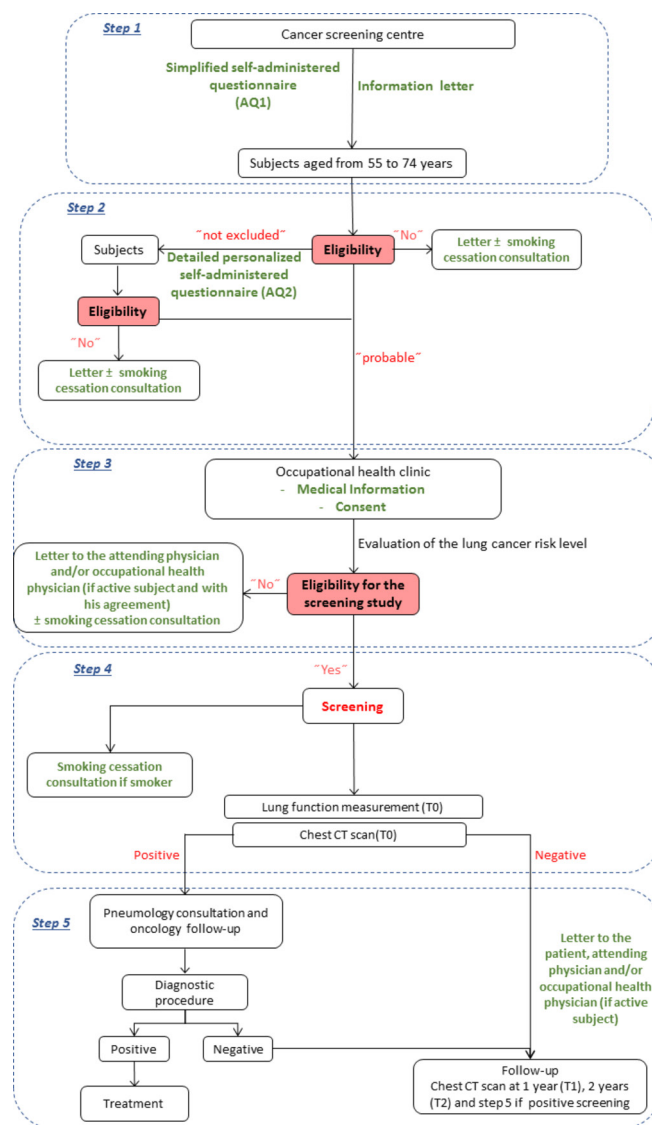 Step 1
Cancer screening centre
Simplified self-administered
questionnaire
(AQ1)
Information letter
Subjects aged from 55 to 74 years
Step 2
"not excluded"
"No"
Subjects
Eligibility
Letter ± smoking
cessation consultation
Detailed personalized
self-administered
questionnaire (AQ2)
Eligibility
"No"
"probable"
Letter ± smoking
cessation consultation
Step 3
Occupational health clinic
- Medical Information
- Consent
Evaluation of the lung cancer risk level
Letter to the attending physician
and/or occupational health
physician (if active subject and with
his agreement)
± smoking cessation consultation
"No"
Eligibility for the
screening study
Step 4
"Yes"
Screening
Smoking cessation
consultation if smoker
Lung function measurement (T0)
Chest CT scan(T0)
Positive
Negative
Step 5
Pneumology consultation and
oncology follow-up
Letter to the
patient, attending
physician and/or
occupational health
physician (if active
subject)
Diagnostic
procedure
Positive
Negative
Treatment
Follow-up
Chest CT scan at 1 year (T1), 2 years
(T2) and step 5 if positive screening